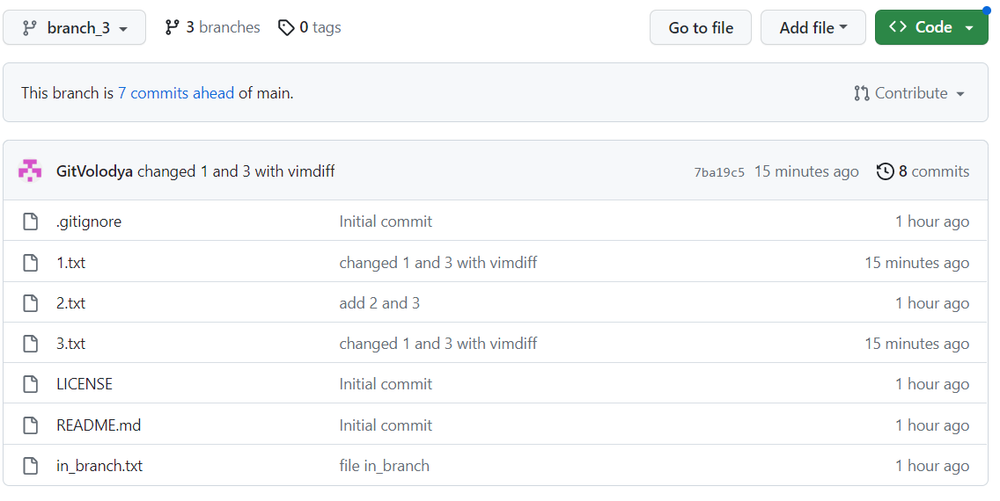 branch_3 3 branches 0 tags Go to file Add file Code
This branch is 7 commits ahead of main. Contribute
GitVolodya changed 1 and 3 with vimdiff 7ba19c5 15 minutes ago 8 commits
.gitignore Initial commit 1 hour ago
1.txt changed 1 and 3 with vimdiff 15 minutes ago
2.txt add 2 and 3 1 hour ago
3.txt changed 1 and 3 with vimdiff 15 minutes ago
LICENSE Initial commit 1 hour ago
README.md Initial commit 1 hour ago
in_branch.txt file in_branch 1 hour ago